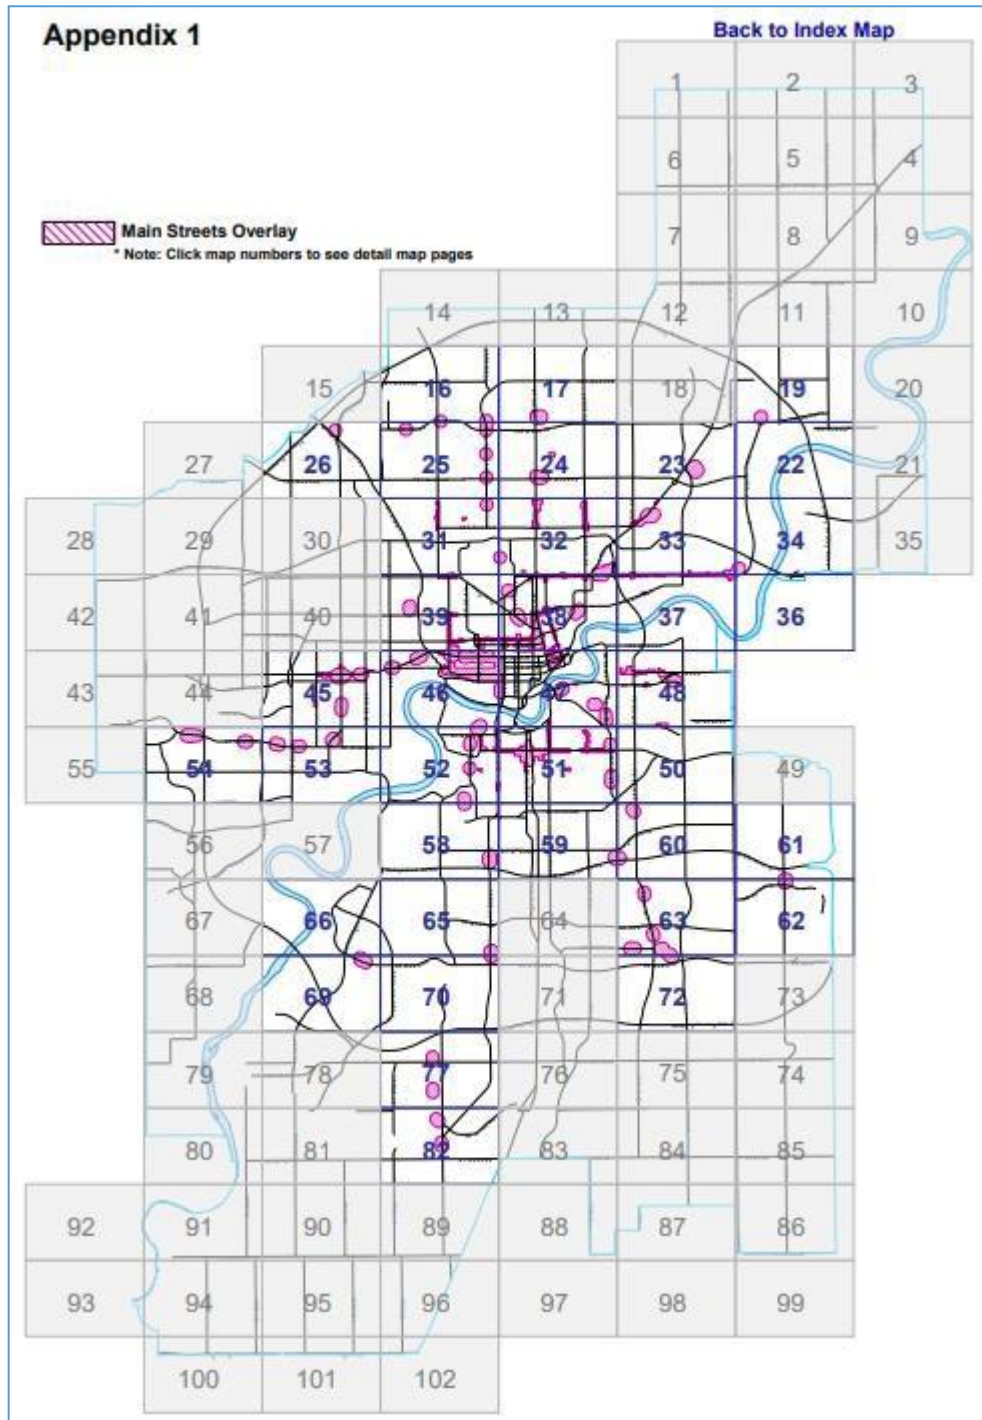 Appendix 1
Back to Index Map
1 2 3
6 5 4
Main Streets Overlay
* Note: Click map numbers to see detail map pages
7 8 9
14 13 12 11 10
15 16 17 18 19 20
27 26 25 24 23 22 21
28 29 30 31 32 33 34 35
42 41 40 39 38 37 36
43 44 45 46 47 48
55 54 53 52 51 50 49
56 57 58 59 60 61
67 66 65 64 63 62
68 69 70 71 72 73
79 78 77 76 75 74
80 81 82 83 84 85
92 91 90 89 88 87 86
93 94 95 96 97 98 99
100 101 102